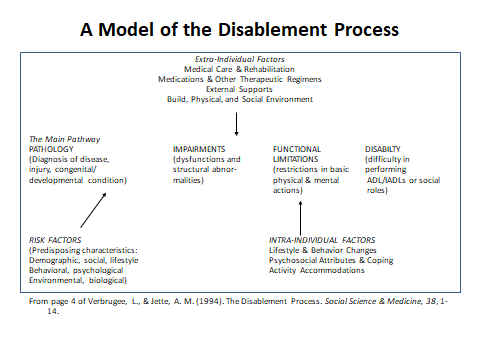 A Model of the Disablement Process
Extra-Individual Factors
Medical Care & Rehabilitation
Medications & Other Therapeutic Regimens
External Supports
Build, Physical, and Social Environment
The Main Pathway
PATHOLOGY
(Diagnosis of disease,
injury, congenital/
developmental condition)
IMPAIRMENTS
(dysfunctions and
structural abnor-
malities)
FUNCTIONAL
LIMITATIONS
(restrictions in basic
physical & mental
actions)
DISABILTY
(difficulty in
performing
ADL/IADLs or social
roles)
RISK FACTORS
(Predisposing characteristics:
Demographic, social, lifestyle
Behavioral, psychological
Environmental, biological)
INTRA-INDIVIDUAL FACTORS
Lifestyle & Behavior Changes
Psychosocial Attributes & Coping
Activity Accommodations
From page 4 of Verbrugee, L., & Jette, A. M. (1994). The Disablement Process. Social Science & Medicine, 38, 1-
14.